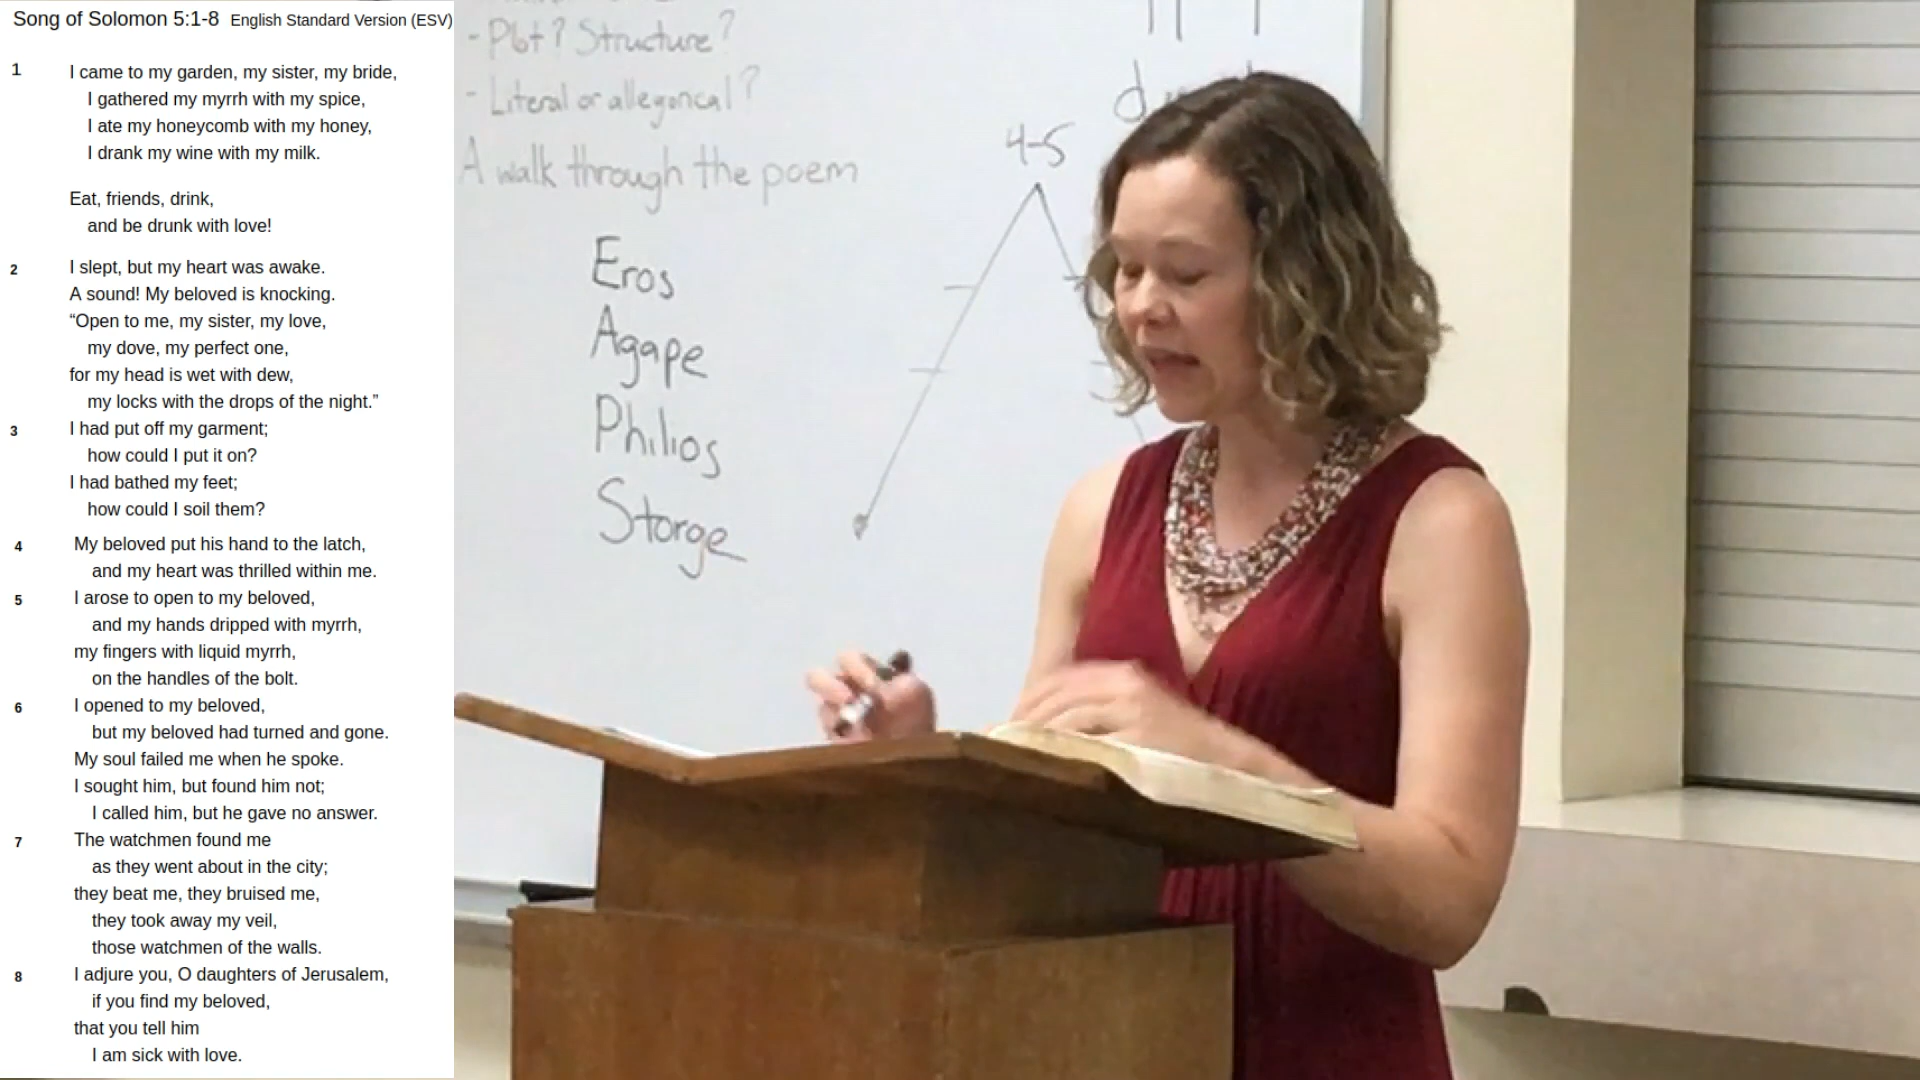 Song of Solomon 5:1-8 English Standard Version (ESV)
1 I came to my garden, my sister, my bride,
I gathered my myrrh with my spice,
I ate my honeycomb with my honey,
I drank my wine with my milk.
Eat, friends, drink,
and be drunk with love!
2 I slept, but my heart was awake.
A sound! My beloved is knocking.
“Open to me, my sister, my love,
my dove, my perfect one,
for my head is wet with dew,
my locks with the drops of the night.”
3 I had put off my garment;
how could I put it on?
I had bathed my feet;
how could I soil them?
4 My beloved put his hand to the latch,
and my heart was thrilled within me.
5 I arose to open to my beloved,
and my hands dripped with myrrh,
my fingers with liquid myrrh,
on the handles of the bolt.
6 I opened to my beloved,
but my beloved had turned and gone.
My soul failed me when he spoke.
I sought him, but found him not;
I called him, but he gave no answer.
7 The watchmen found me
as they went about in the city;
they beat me, they bruised me,
they took away my veil,
those watchmen of the walls.
8 I adjure you, O daughters of Jerusalem,
if you find my beloved,
that you tell him
I am sick with love.
- Plot? Structure?
- Literal or allegorical?
A walk through the poem
Eros
Agape
Philios
Storge
4-5